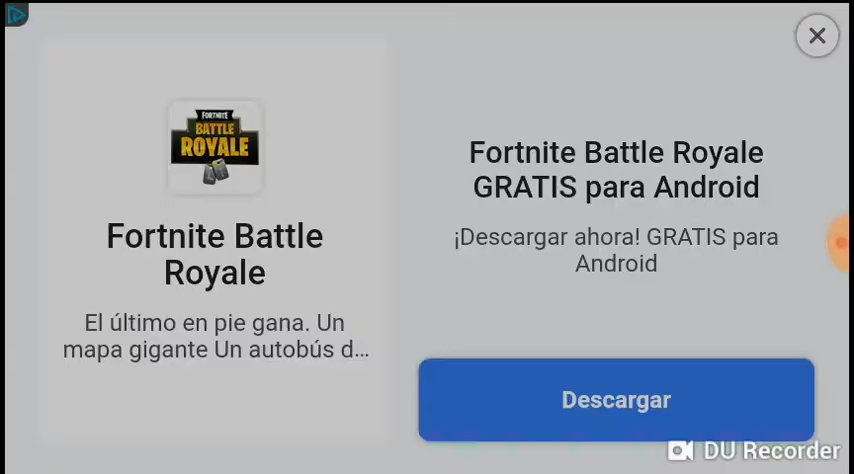 FORTNITE
BATTLE
ROYALE
Fortnite Battle
Royale
El último en pie gana. Un
mapa gigante Un autobús d...
Fortnite Battle Royale
GRATIS para Android
¡Descargar ahora! GRATIS para
Android
Descargar
DU Recorder